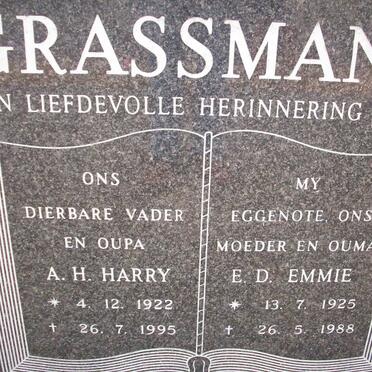 GRASSMAN
N LIEFDEVOLLE HERINNERING
ONS
DIERBARE VADER
EN OUPA
A. H. HARRY
* 4. 12. 1922
† 26. 7. 1995
MY
EGGENOTE, ONS
MOEDER EN OUMA
E. D. EMMIE
* 13. 7. 1925
† 26. 5. 1988